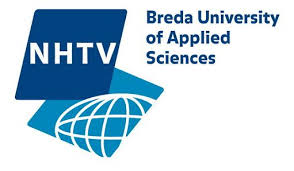 NHTV
Breda University
of Applied
Sciences